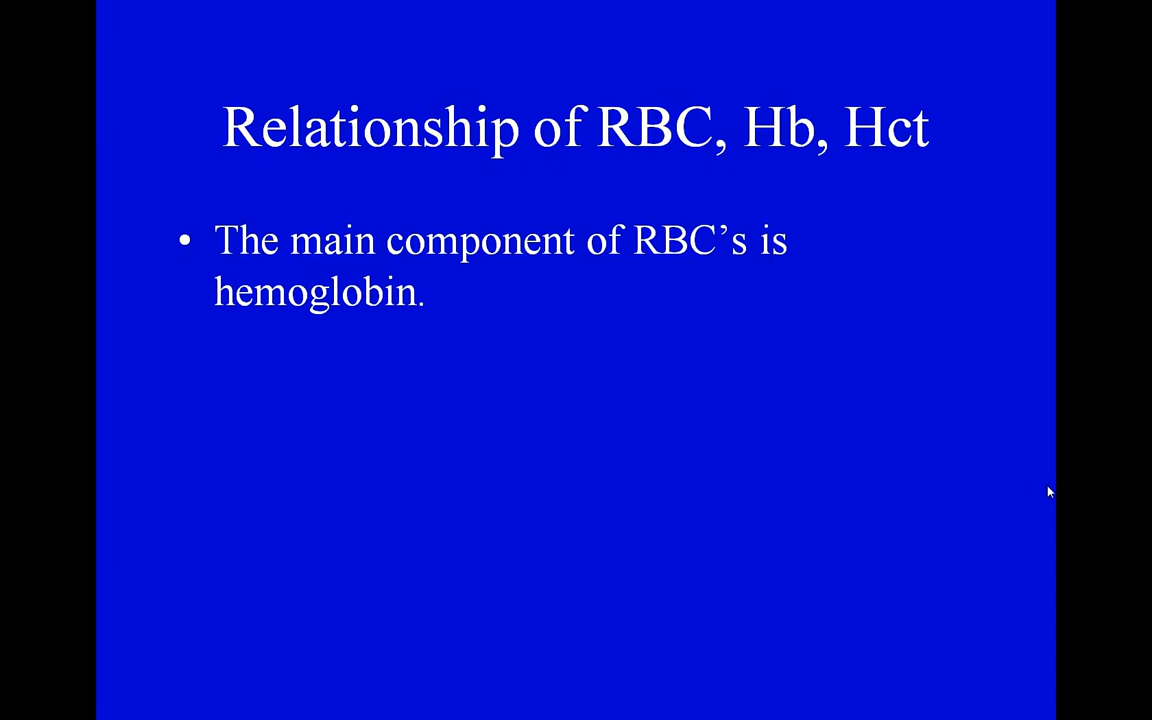 Relationship of RBC, Hb, Hct
• The main component of RBC’s is
hemoglobin.